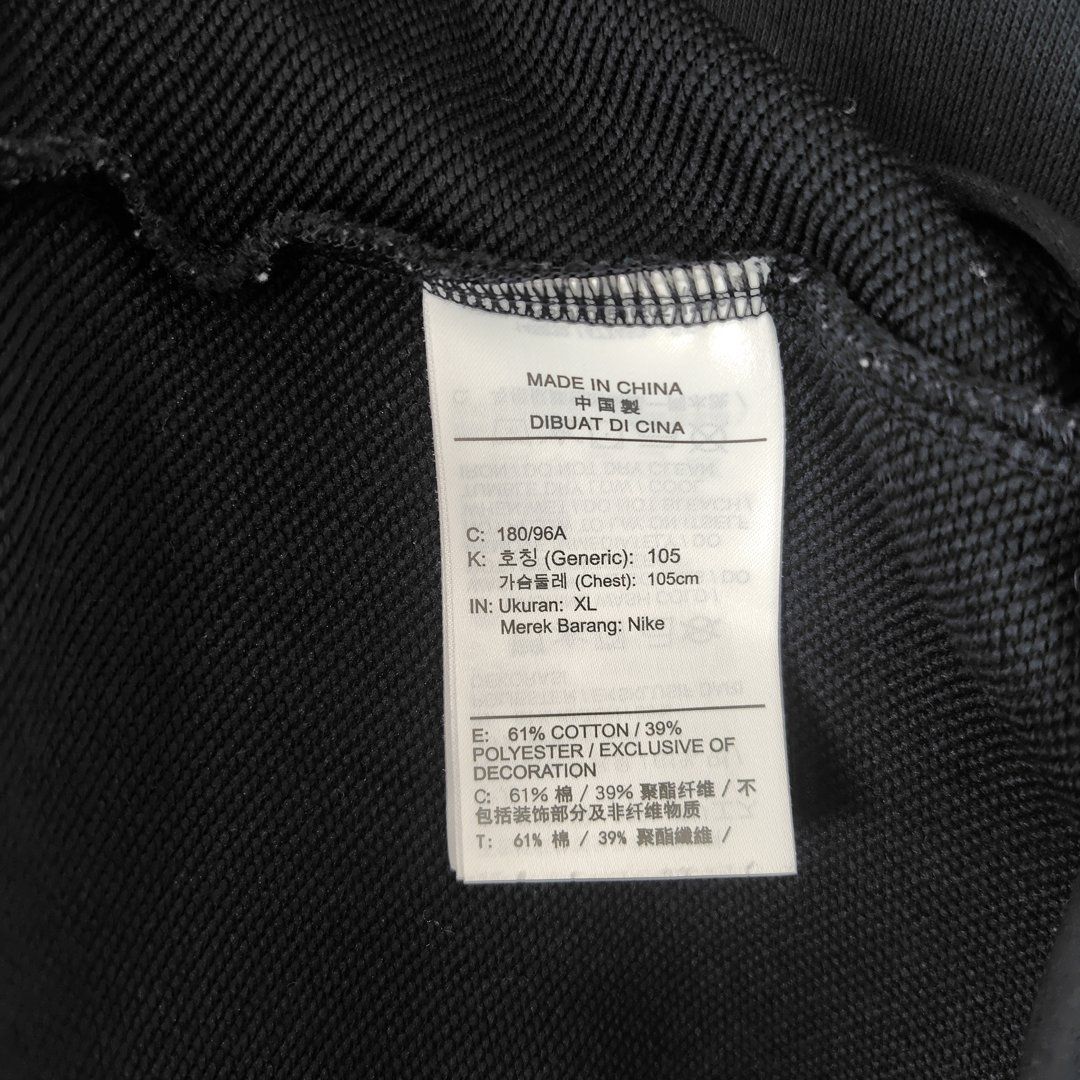 MADE IN CHINA
中国製
DIBUAT DI CINA
C: 180/96A
K: 호칭 (Generic): 105
가슴둘레 (Chest): 105cm
IN: Ukuran: XL
Merek Barang: Nike
E: 61% COTTON / 39%
POLYESTER / EXCLUSIVE OF
DECORATION
C: 61% 棉 / 39% 聚酯纤维 / 不
包括装饰部分及非纤维物质
T: 61% 棉 / 39% 聚酯纖維 /